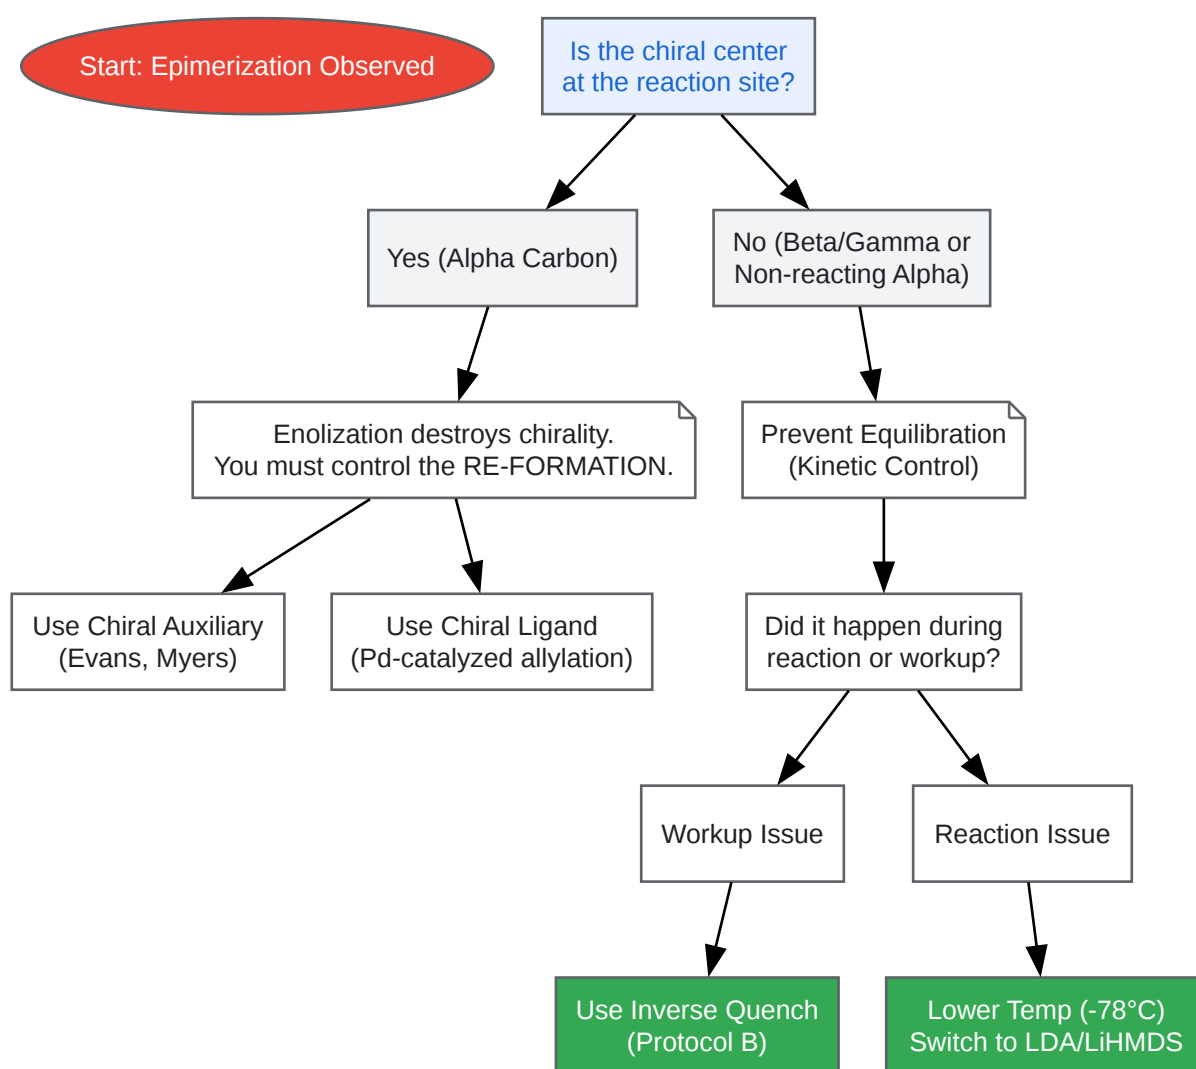 Start: Epimerization Observed
Is the chiral center
at the reaction site?
Yes (Alpha Carbon)
No (Beta/Gamma or
Non-reacting Alpha)
Enolization destroys chirality.
You must control the RE-FORMATION.
Prevent Equilibration
(Kinetic Control)
Use Chiral Auxiliary
(Evans, Myers)
Use Chiral Ligand
(Pd-catalyzed allylation)
Did it happen during
reaction or workup?
Workup Issue
Reaction Issue
Use Inverse Quench
(Protocol B)
Lower Temp (-78°C)
Switch to LDA/LiHMDS